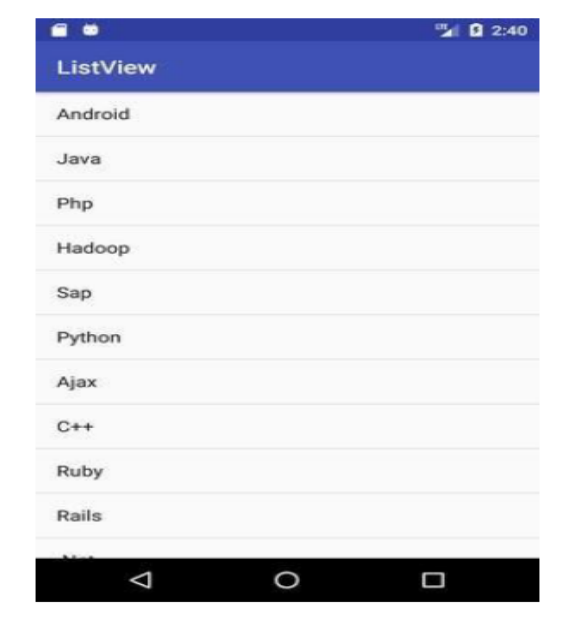 2:40
ListView
Android
Java
Php
Hadoop
Sap
Python
Ajax
C++
Ruby
Rails